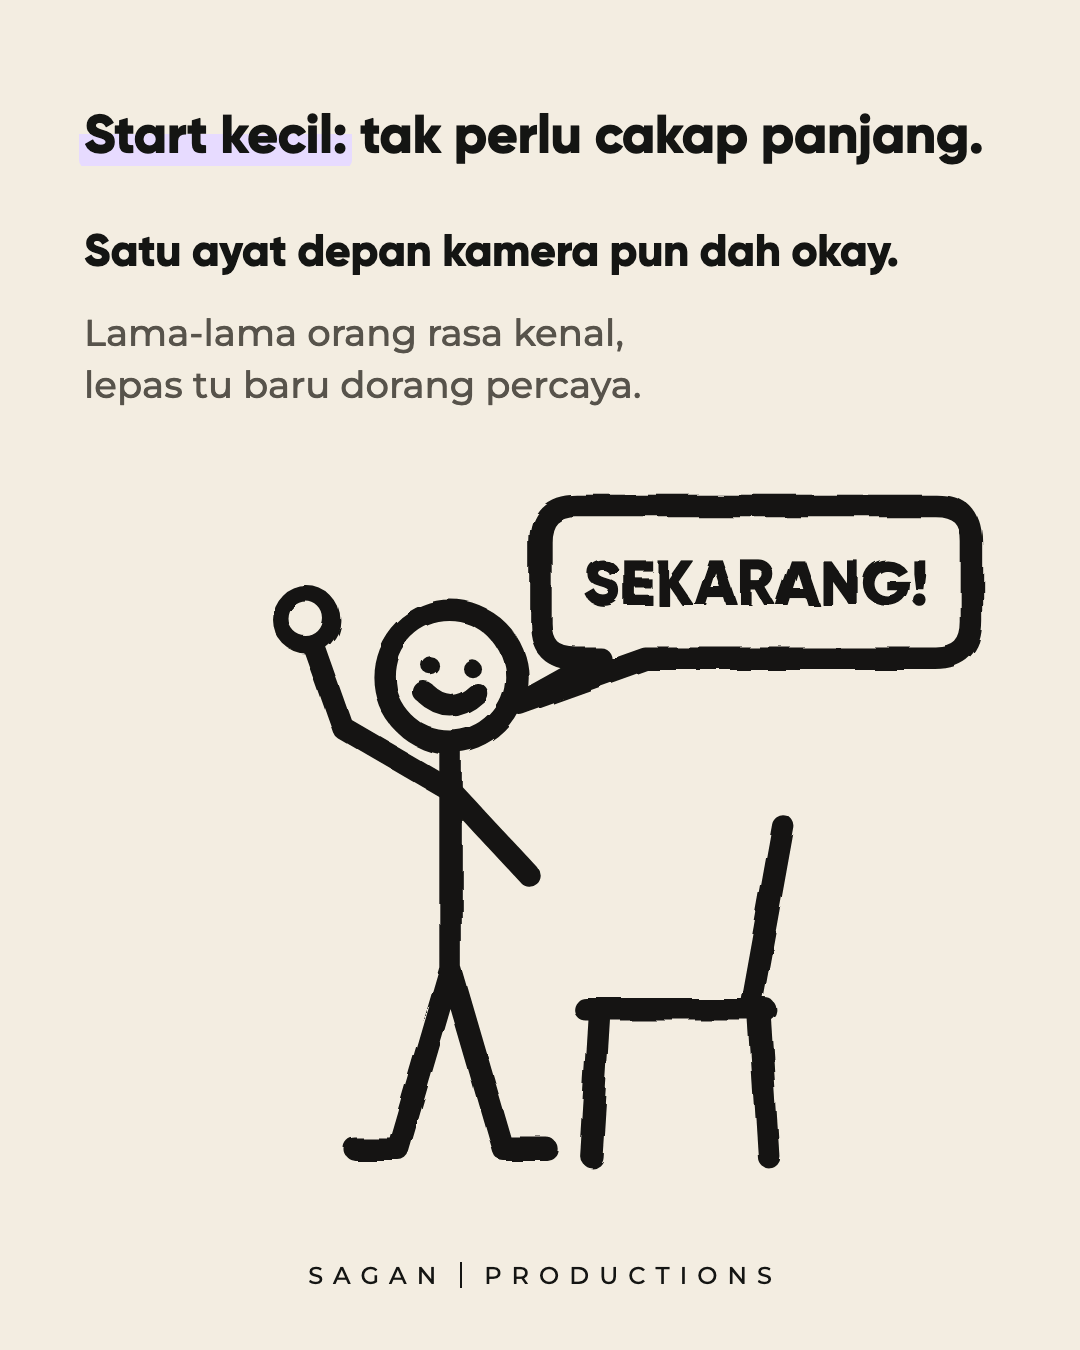 Start kecil: tak perlu cakap panjang.
Satu ayat depan kamera pun dah okay.
Lama-lama orang rasa kenal,
lepas tu baru dorang percaya.
SEKARANG!
SAGAN | PRODUCTIONS